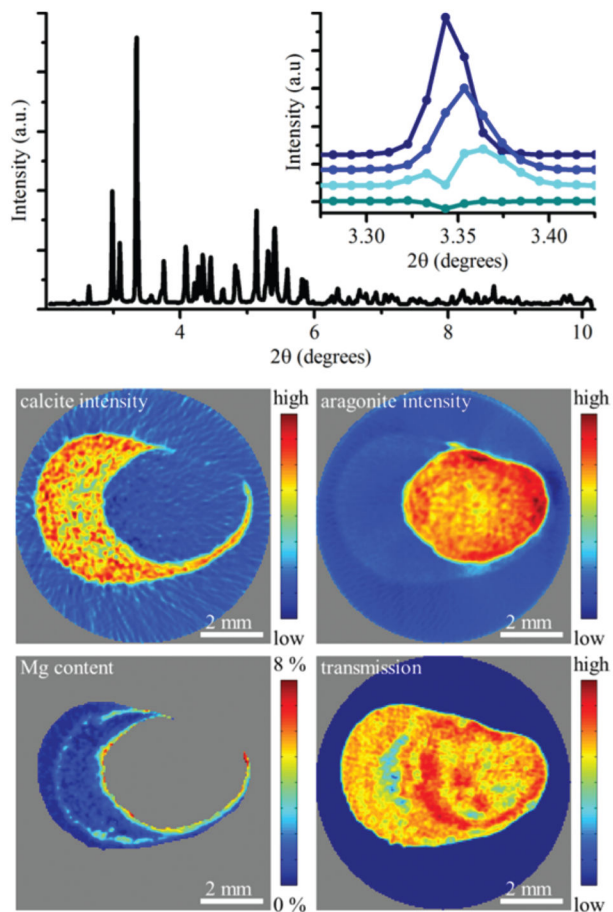 Intensity (a.u.)
4
6
8
10
2θ (degrees)
Intensity (a.u)
3.30
3.35
3.40
2θ (degrees)
calcite intensity
high
low
2 mm
aragonite intensity
high
low
2 mm
Mg content
8 %
0 %
2 mm
transmission
high
low
2 mm